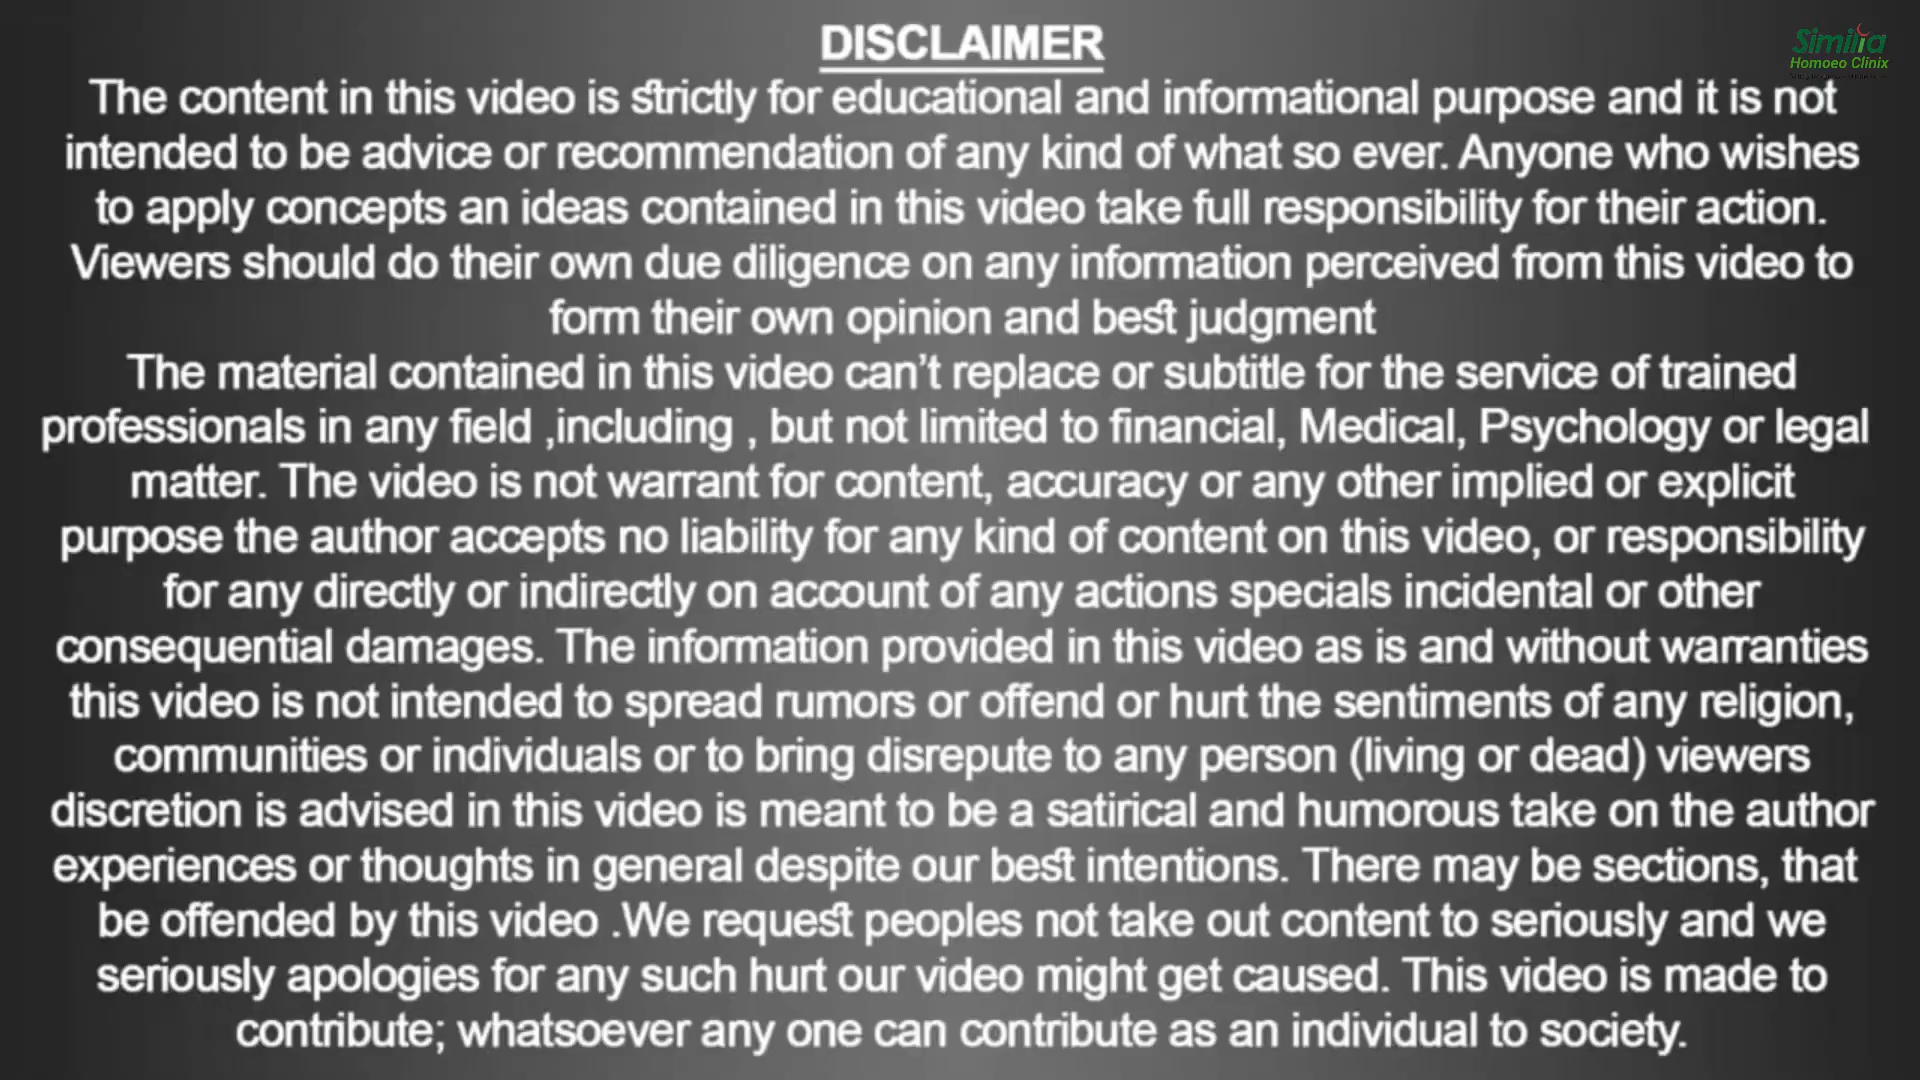 DISCLAIMER
Similia
Homoeo Clinix
The content in this video is strictly for educational and informational purpose and it is not
intended to be advice or recommendation of any kind of what so ever. Anyone who wishes
to apply concepts an ideas contained in this video take full responsibility for their action.
Viewers should do their own due diligence on any information perceived from this video to
form their own opinion and best judgment
The material contained in this video can't replace or subtitle for the service of trained
professionals in any field ,including , but not limited to financial, Medical, Psychology or legal
matter. The video is not warrant for content, accuracy or any other implied or explicit
purpose the author accepts no liability for any kind of content on this video, or responsibility
for any directly or indirectly on account of any actions specials incidental or other
consequential damages. The information provided in this video as is and without warranties
this video is not intended to spread rumors or offend or hurt the sentiments of any religion,
communities or individuals or to bring disrepute to any person (living or dead) viewers
discretion is advised in this video is meant to be a satirical and humorous take on the author
experiences or thoughts in general despite our best intentions. There may be sections, that
be offended by this video .We request peoples not take out content to seriously and we
seriously apologies for any such hurt our video might get caused. This video is made to
contribute; whatsoever any one can contribute as an individual to society.